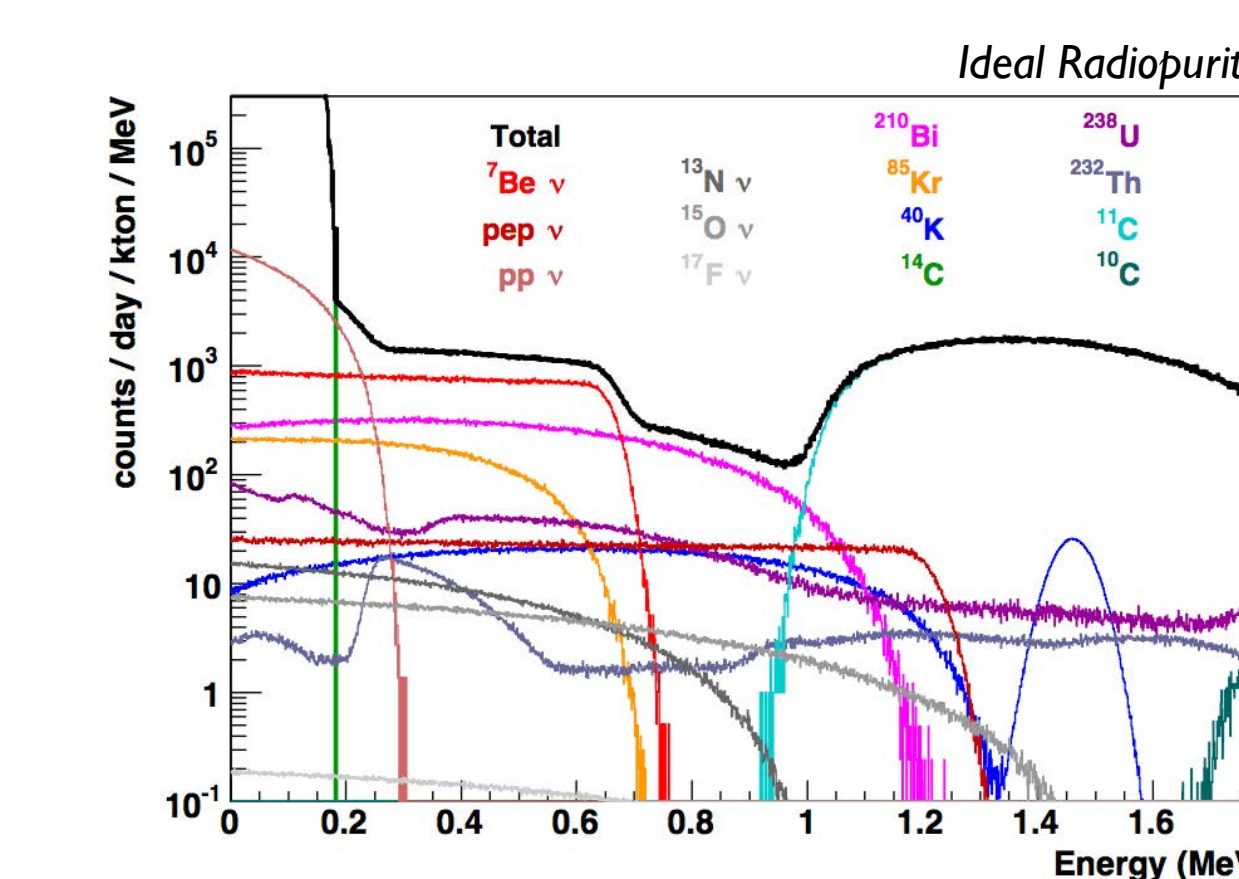 Ideal Radiopurit
counts / day / kton / MeV
10⁵
10⁴
10³
10²
10
1
10⁻¹
Total
⁷Be ν
pep ν
pp ν
¹³N ν
¹⁵O ν
¹⁷F ν
²¹⁰Bi
⁸⁵Kr
⁴⁰K
¹⁴C
²³⁸U
²³²Th
¹¹C
¹⁰C
0 0.2 0.4 0.6 0.8 1 1.2 1.4 1.6
Energy (MeV